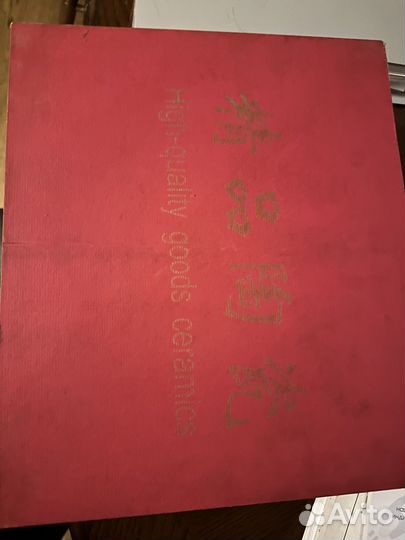 精品陶瓷
High-quality goods ceramics
Avito